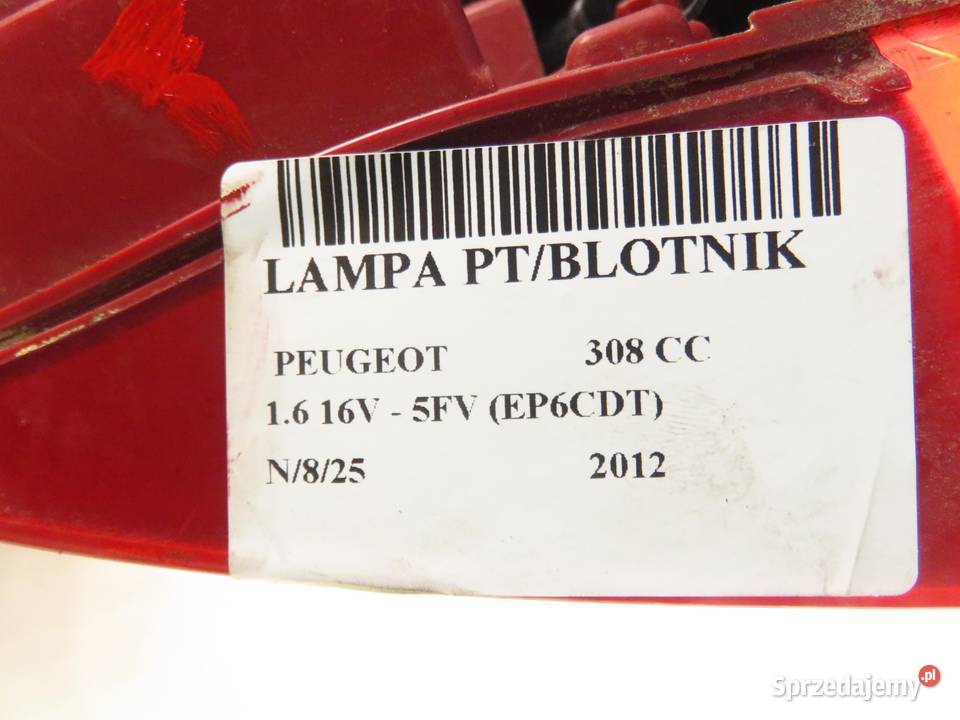 LAMPA PT/BLOTNIK
PEUGEOT 308 CC
1.6 16V - 5FV (EP6CDT)
N/8/25 2012
Sprzedajemy.pl